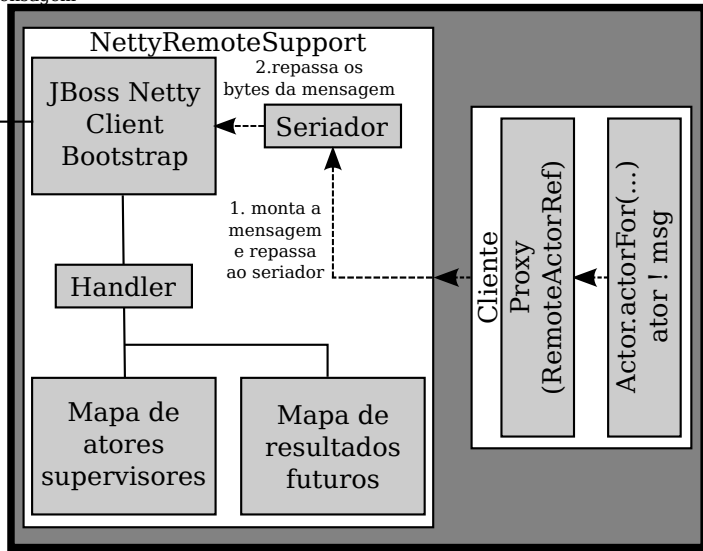 NettyRemoteSupport
JBoss Netty
Client
Bootstrap
2.repassa os
bytes da mensagem
Seriador
1. monta a
mensagem
e repassa
ao seriador
Handler
Mapa de
atores
supervisores
Mapa de
resultados
futuros
Cliente
Proxy
(RemoteActorRef)
Actor.actorFor(...)
ator ! msg